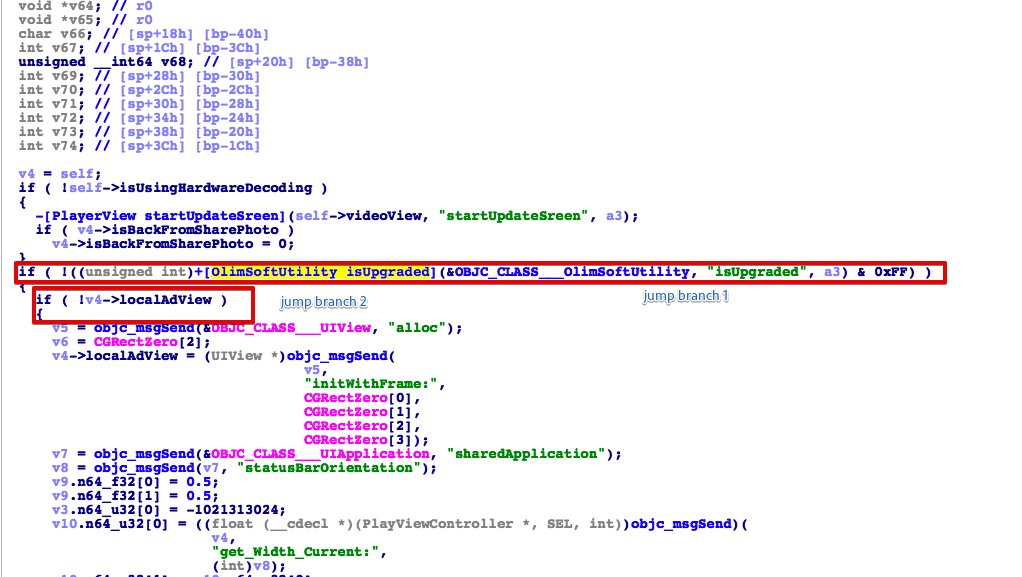 void *v64; // r0
void *v65; // r0
char v66; // [sp+18h] [bp-40h]
int v67; // [sp+1Ch] [bp-3Ch]
unsigned __int64 v68; // [sp+20h] [bp-38h]
int v69; // [sp+28h] [bp-30h]
int v70; // [sp+2Ch] [bp-2Ch]
int v71; // [sp+30h] [bp-28h]
int v72; // [sp+34h] [bp-24h]
int v73; // [sp+38h] [bp-20h]
int v74; // [sp+3Ch] [bp-1Ch]
v4 = self;
if ( !self->isUsingHardwareDecoding )
{
-[PlayerView startUpdateSreen](self->videoView, "startUpdateSreen", a3);
if ( v4->isBackFromSharePhoto )
v4->isBackFromSharePhoto = 0;
}
if ( !((unsigned int)+[OlimSoftUtility isUpgraded](&OBJC_CLASS___OlimSoftUtility, "isUpgraded", a3) & 0xFF) )
{
if ( !v4->localAdView ) jump branch 2 jump branch 1
{
v5 = objc_msgSend(&OBJC_CLASS___UIView, "alloc");
v6 = CGRectZero[2];
v4->localAdView = (UIView *)objc_msgSend(
v5,
"initWithFrame:",
CGRectZero[0],
CGRectZero[1],
CGRectZero[2],
CGRectZero[3]);
v7 = objc_msgSend(&OBJC_CLASS___UIApplication, "sharedApplication");
v8 = objc_msgSend(v7, "statusBarOrientation");
v9.n64_f32[0] = 0.5;
v9.n64_f32[1] = 0.5;
v3.n64_u32[0] = -1021313024;
v10.n64_u32[0] = ((float (__cdecl *)(PlayViewController *, SEL, int))objc_msgSend)(
v4,
"get_Width_Current:",
(int)v8);